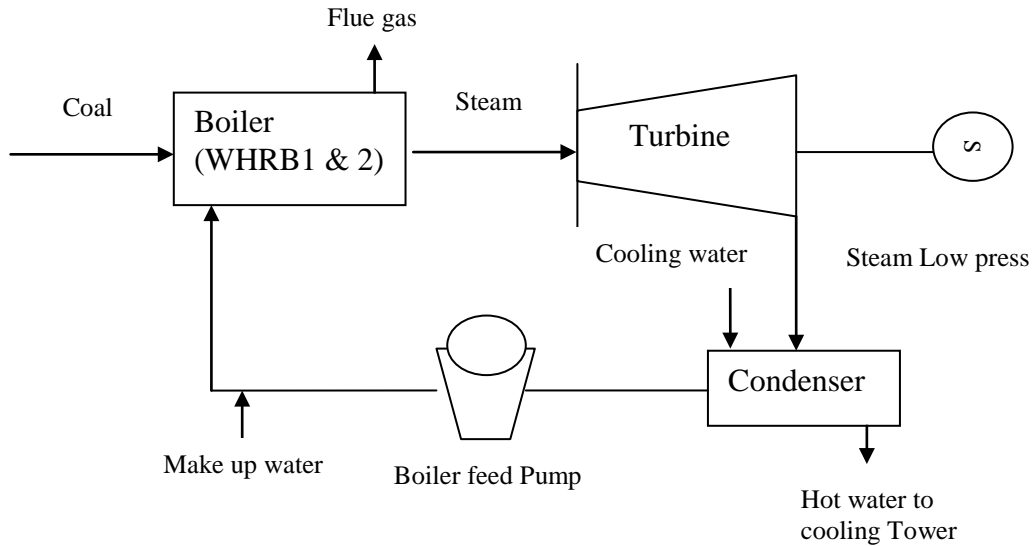 Flue gas
Coal
Steam
Boiler
(WHRB1 & 2)
Turbine
S
Cooling water
Steam Low press
Condenser
Make up water
Boiler feed Pump
Hot water to
cooling Tower